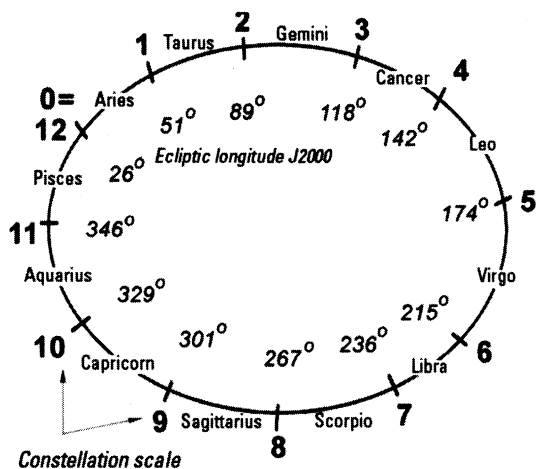 2
Gemini
3
Taurus
1
Cancer
4
0=
Aries
12
51°
89°
118°
142°
Leo
Ecliptic longitude J2000
Pisces
26°
174°
5
11
346°
Aquarius
Virgo
329°
215°
10
301°
267°
236°
6
Capricorn
Libra
9
Sagittarius
8
Scorpio
7
Constellation scale